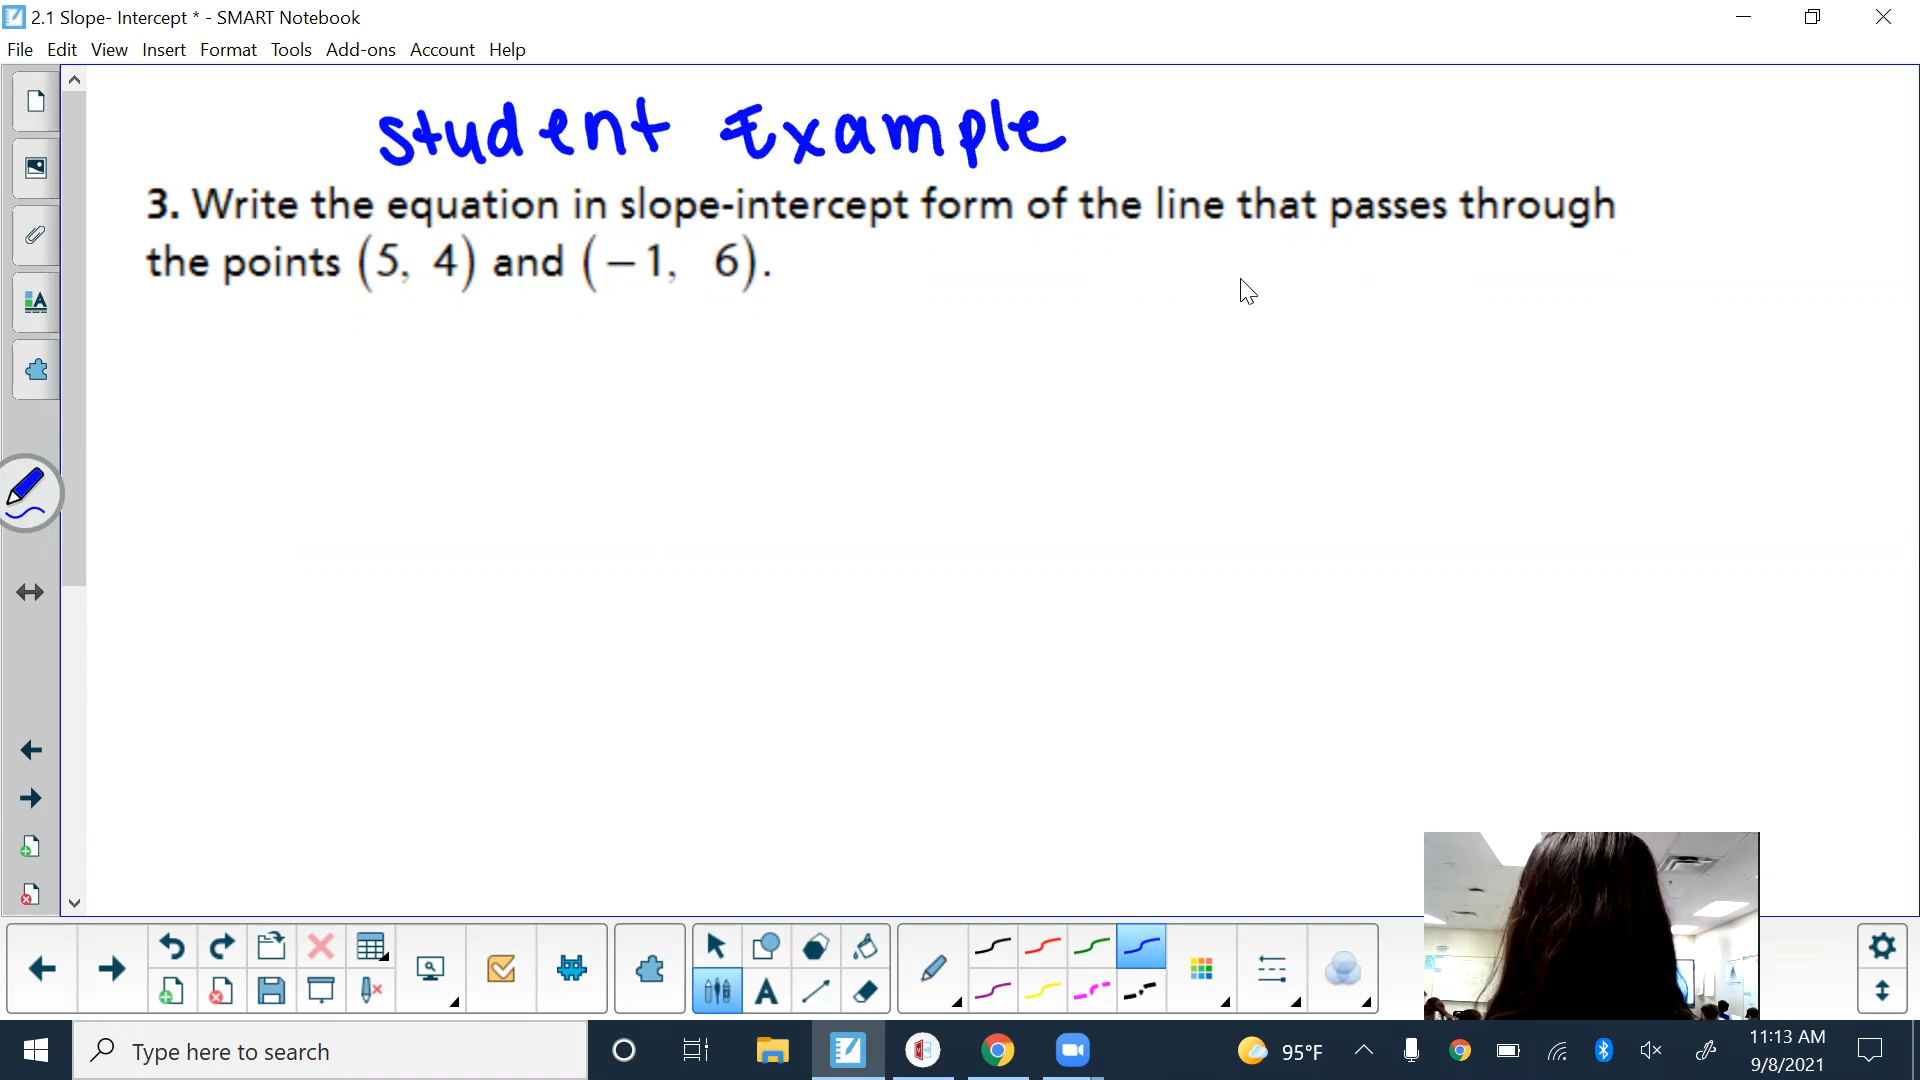 2.1 Slope- Intercept * - SMART Notebook
File Edit View Insert Format Tools Add-ons Account Help
Student Example
3. Write the equation in slope-intercept form of the line that passes through
the points (5, 4) and (−1, 6).
Type here to search
95°F
11:13 AM
9/8/2021